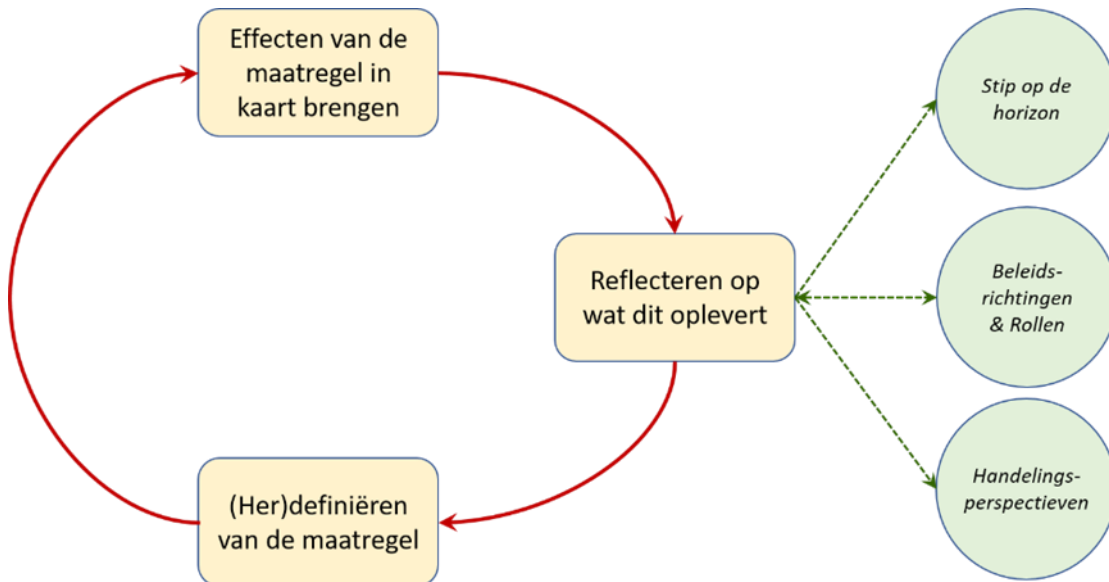 Effecten van de
maatregel in
kaart brengen
Stip op de
horizon
Reflecteren op
wat dit oplevert
Beleids-
richtingen
& Rollen
(Her)definiëren
van de maatregel
Handelings-
perspectieven